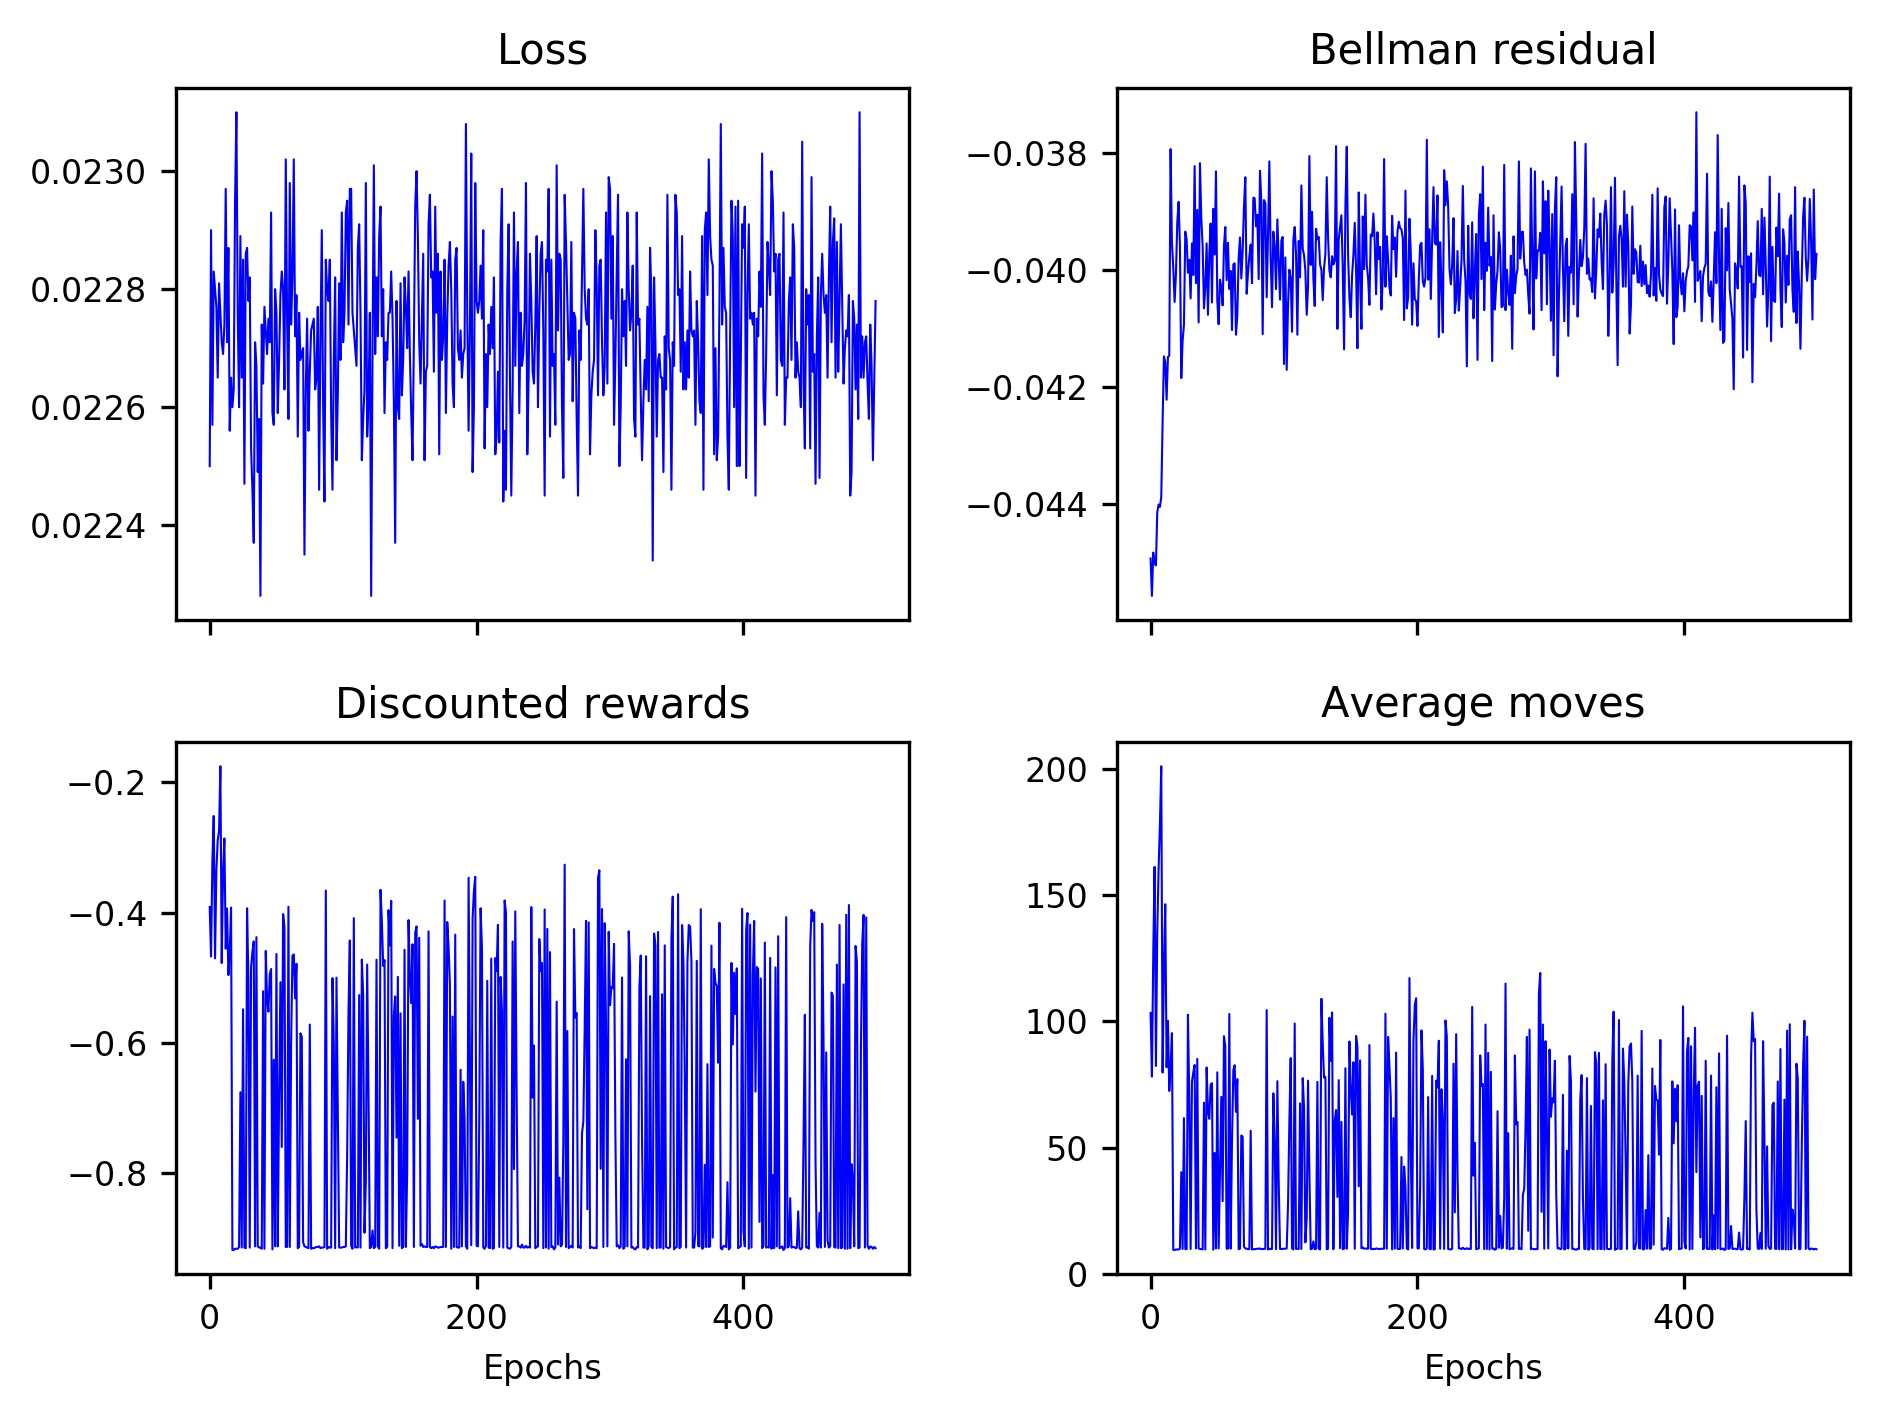 Loss
0.0230
0.0228
0.0226
0.0224
Bellman residual
−0.038
−0.040
−0.042
−0.044
Discounted rewards
−0.2
−0.4
−0.6
−0.8
0 200 400
Epochs
Average moves
200
150
100
50
0
0 200 400
Epochs